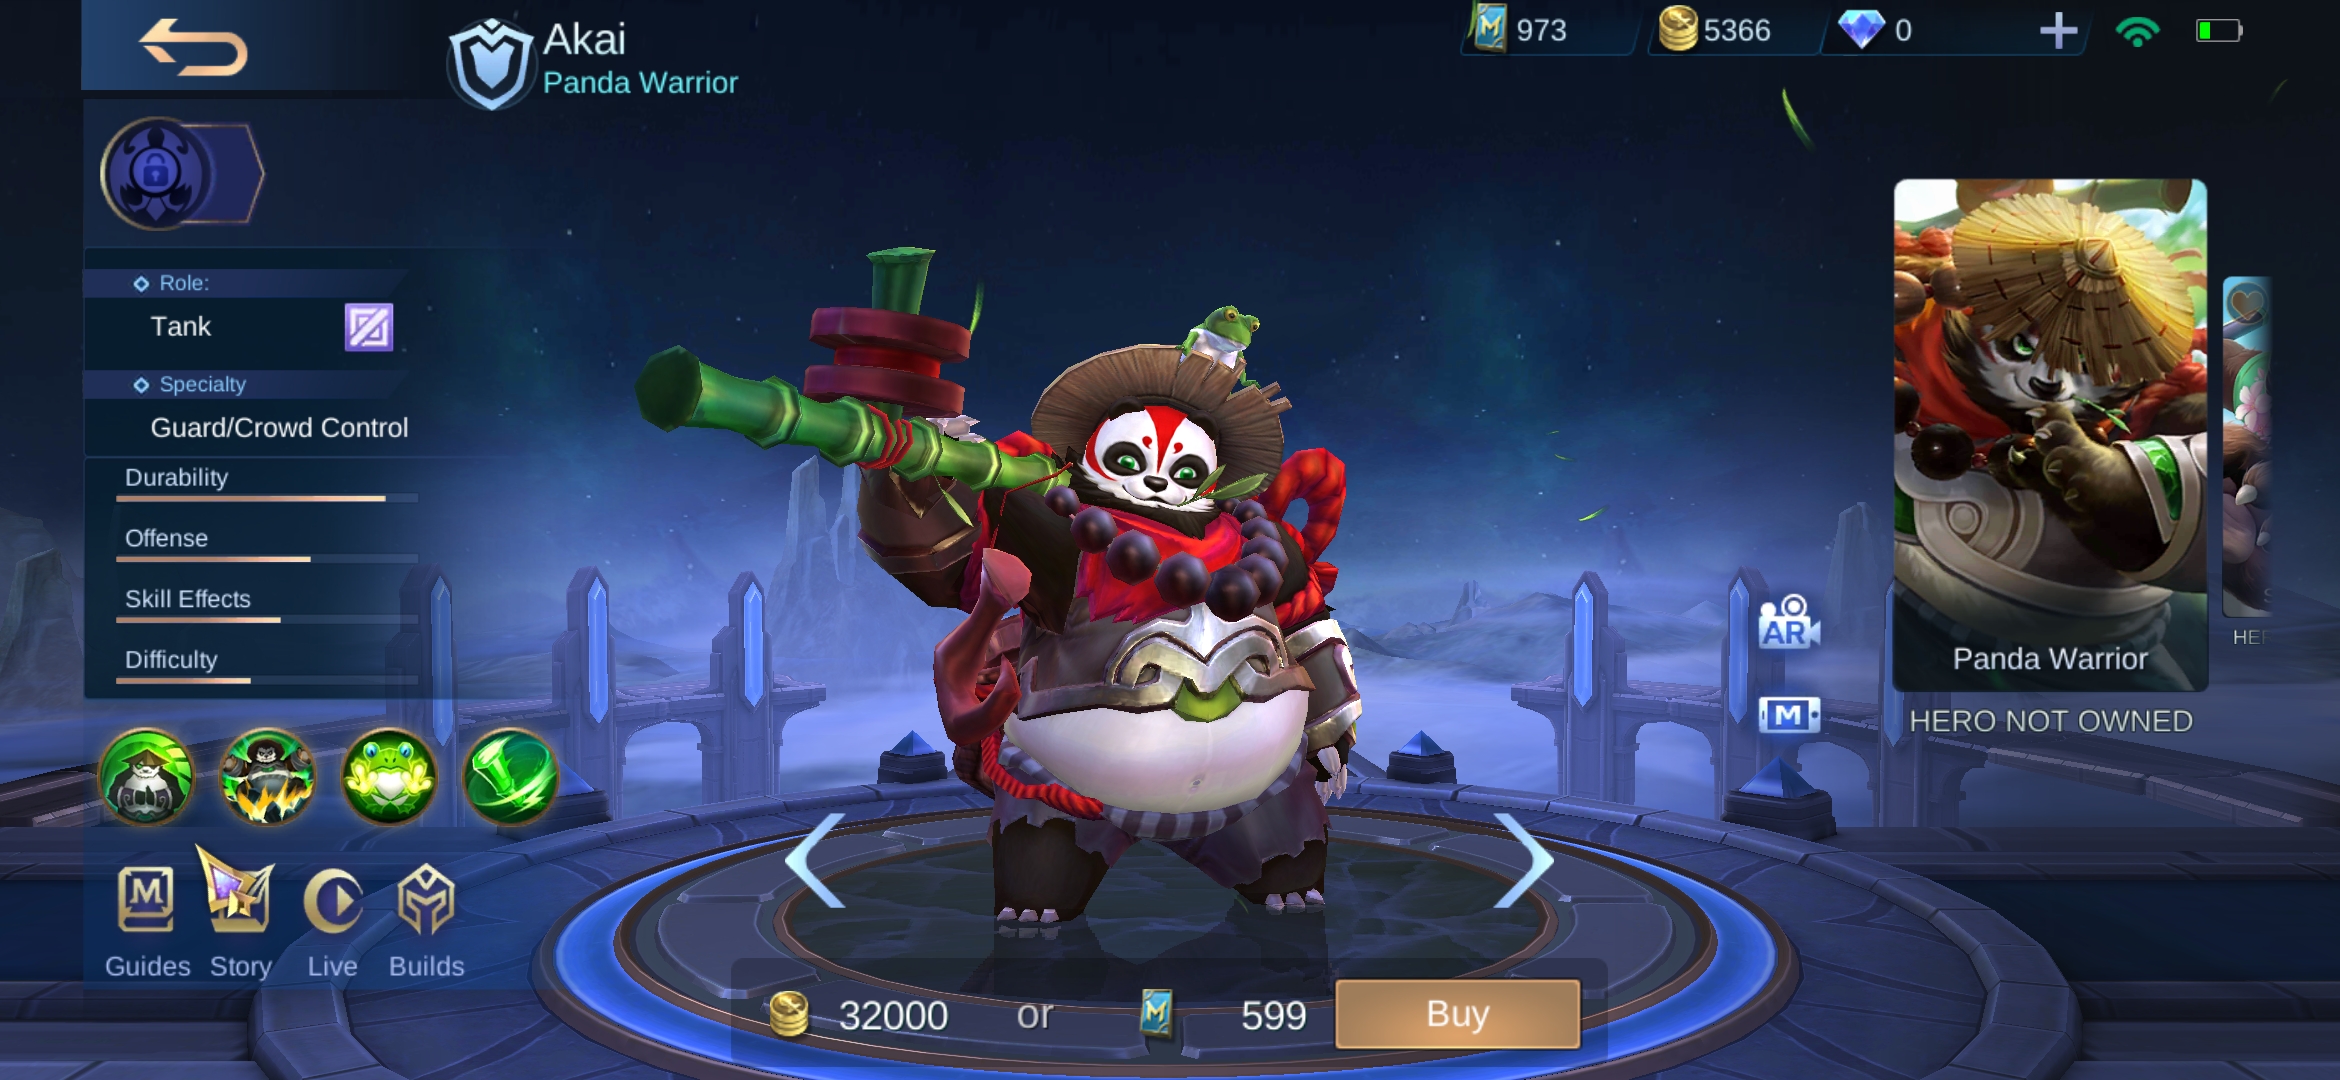 Akai
Panda Warrior
973
5366
0
Role:
Tank
Specialty
Guard/Crowd Control
Durability
Offense
Skill Effects
Difficulty
M
Guides
Story
Live
Builds
AR
M
Panda Warrior
HERO NOT OWNED
32000 or 599
Buy